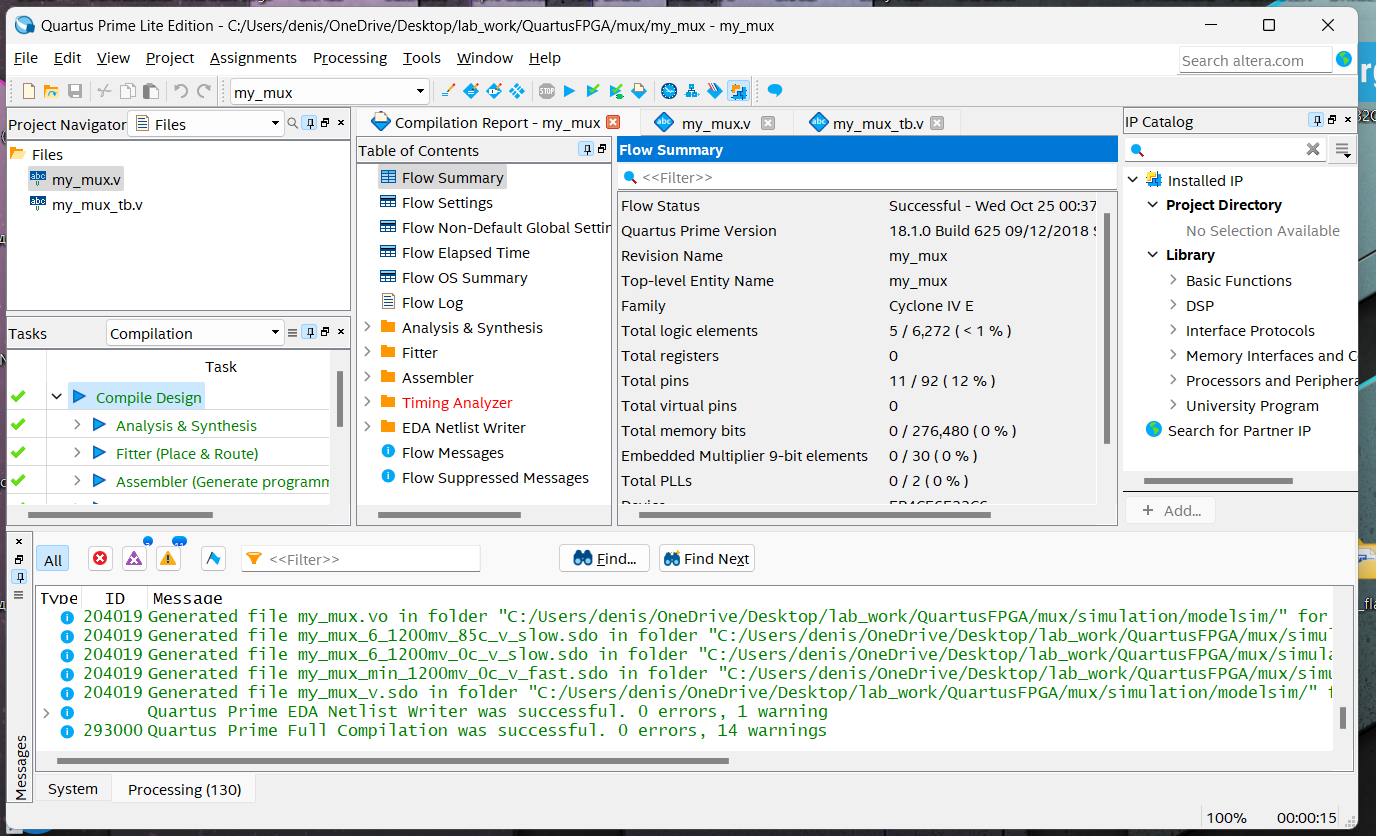 Quartus Prime Lite Edition - C:/Users/denis/OneDrive/Desktop/lab_work/QuartusFPGA/mux/my_mux - my_mux
File Edit View Project Assignments Processing Tools Window Help
Search altera.com
my_mux
STOP
Project Navigator Files
Files
my_mux.v
my_mux_tb.v
Tasks Compilation
Task
Compile Design
Analysis & Synthesis
Fitter (Place & Route)
Assembler (Generate programm
Compilation Report - my_mux
my_mux.v
my_mux_tb.v
Table of Contents
Flow Summary
Flow Settings
Flow Non-Default Global Settin
Flow Elapsed Time
Flow OS Summary
Flow Log
Analysis & Synthesis
Fitter
Assembler
Timing Analyzer
EDA Netlist Writer
Flow Messages
Flow Suppressed Messages
Flow Summary
<<Filter>>
Flow Status Successful - Wed Oct 25 00:37
Quartus Prime Version 18.1.0 Build 625 09/12/2018
Revision Name my_mux
Top-level Entity Name my_mux
Family Cyclone IV E
Total logic elements 5 / 6,272 ( < 1 % )
Total registers 0
Total pins 11 / 92 ( 12 % )
Total virtual pins 0
Total memory bits 0 / 276,480 ( 0 % )
Embedded Multiplier 9-bit elements 0 / 30 ( 0 % )
Total PLLs 0 / 2 ( 0 % )
IP Catalog
Installed IP
Project Directory
No Selection Available
Library
Basic Functions
DSP
Interface Protocols
Memory Interfaces and C
Processors and Periphera
University Program
Search for Partner IP
+ Add...
All
<<Filter>>
Find...
Find Next
Type ID Message
204019 Generated file my_mux.vo in folder "C:/Users/denis/OneDrive/Desktop/lab_work/QuartusFPGA/mux/simulation/modelsim/" for
204019 Generated file my_mux_6_1200mv_85c_v_slow.sdo in folder "C:/Users/denis/OneDrive/Desktop/lab_work/QuartusFPGA/mux/simul
204019 Generated file my_mux_6_1200mv_0c_v_slow.sdo in folder "C:/Users/denis/OneDrive/Desktop/lab_work/QuartusFPGA/mux/simula
204019 Generated file my_mux_min_1200mv_0c_v_fast.sdo in folder "C:/Users/denis/OneDrive/Desktop/lab_work/QuartusFPGA/mux/simu
204019 Generated file my_mux_v.sdo in folder "C:/Users/denis/OneDrive/Desktop/lab_work/QuartusFPGA/mux/simulation/modelsim/" f
Quartus Prime EDA Netlist Writer was successful. 0 errors, 1 warning
293000 Quartus Prime Full Compilation was successful. 0 errors, 14 warnings
Messages
System
Processing (130)
100% 00:00:15